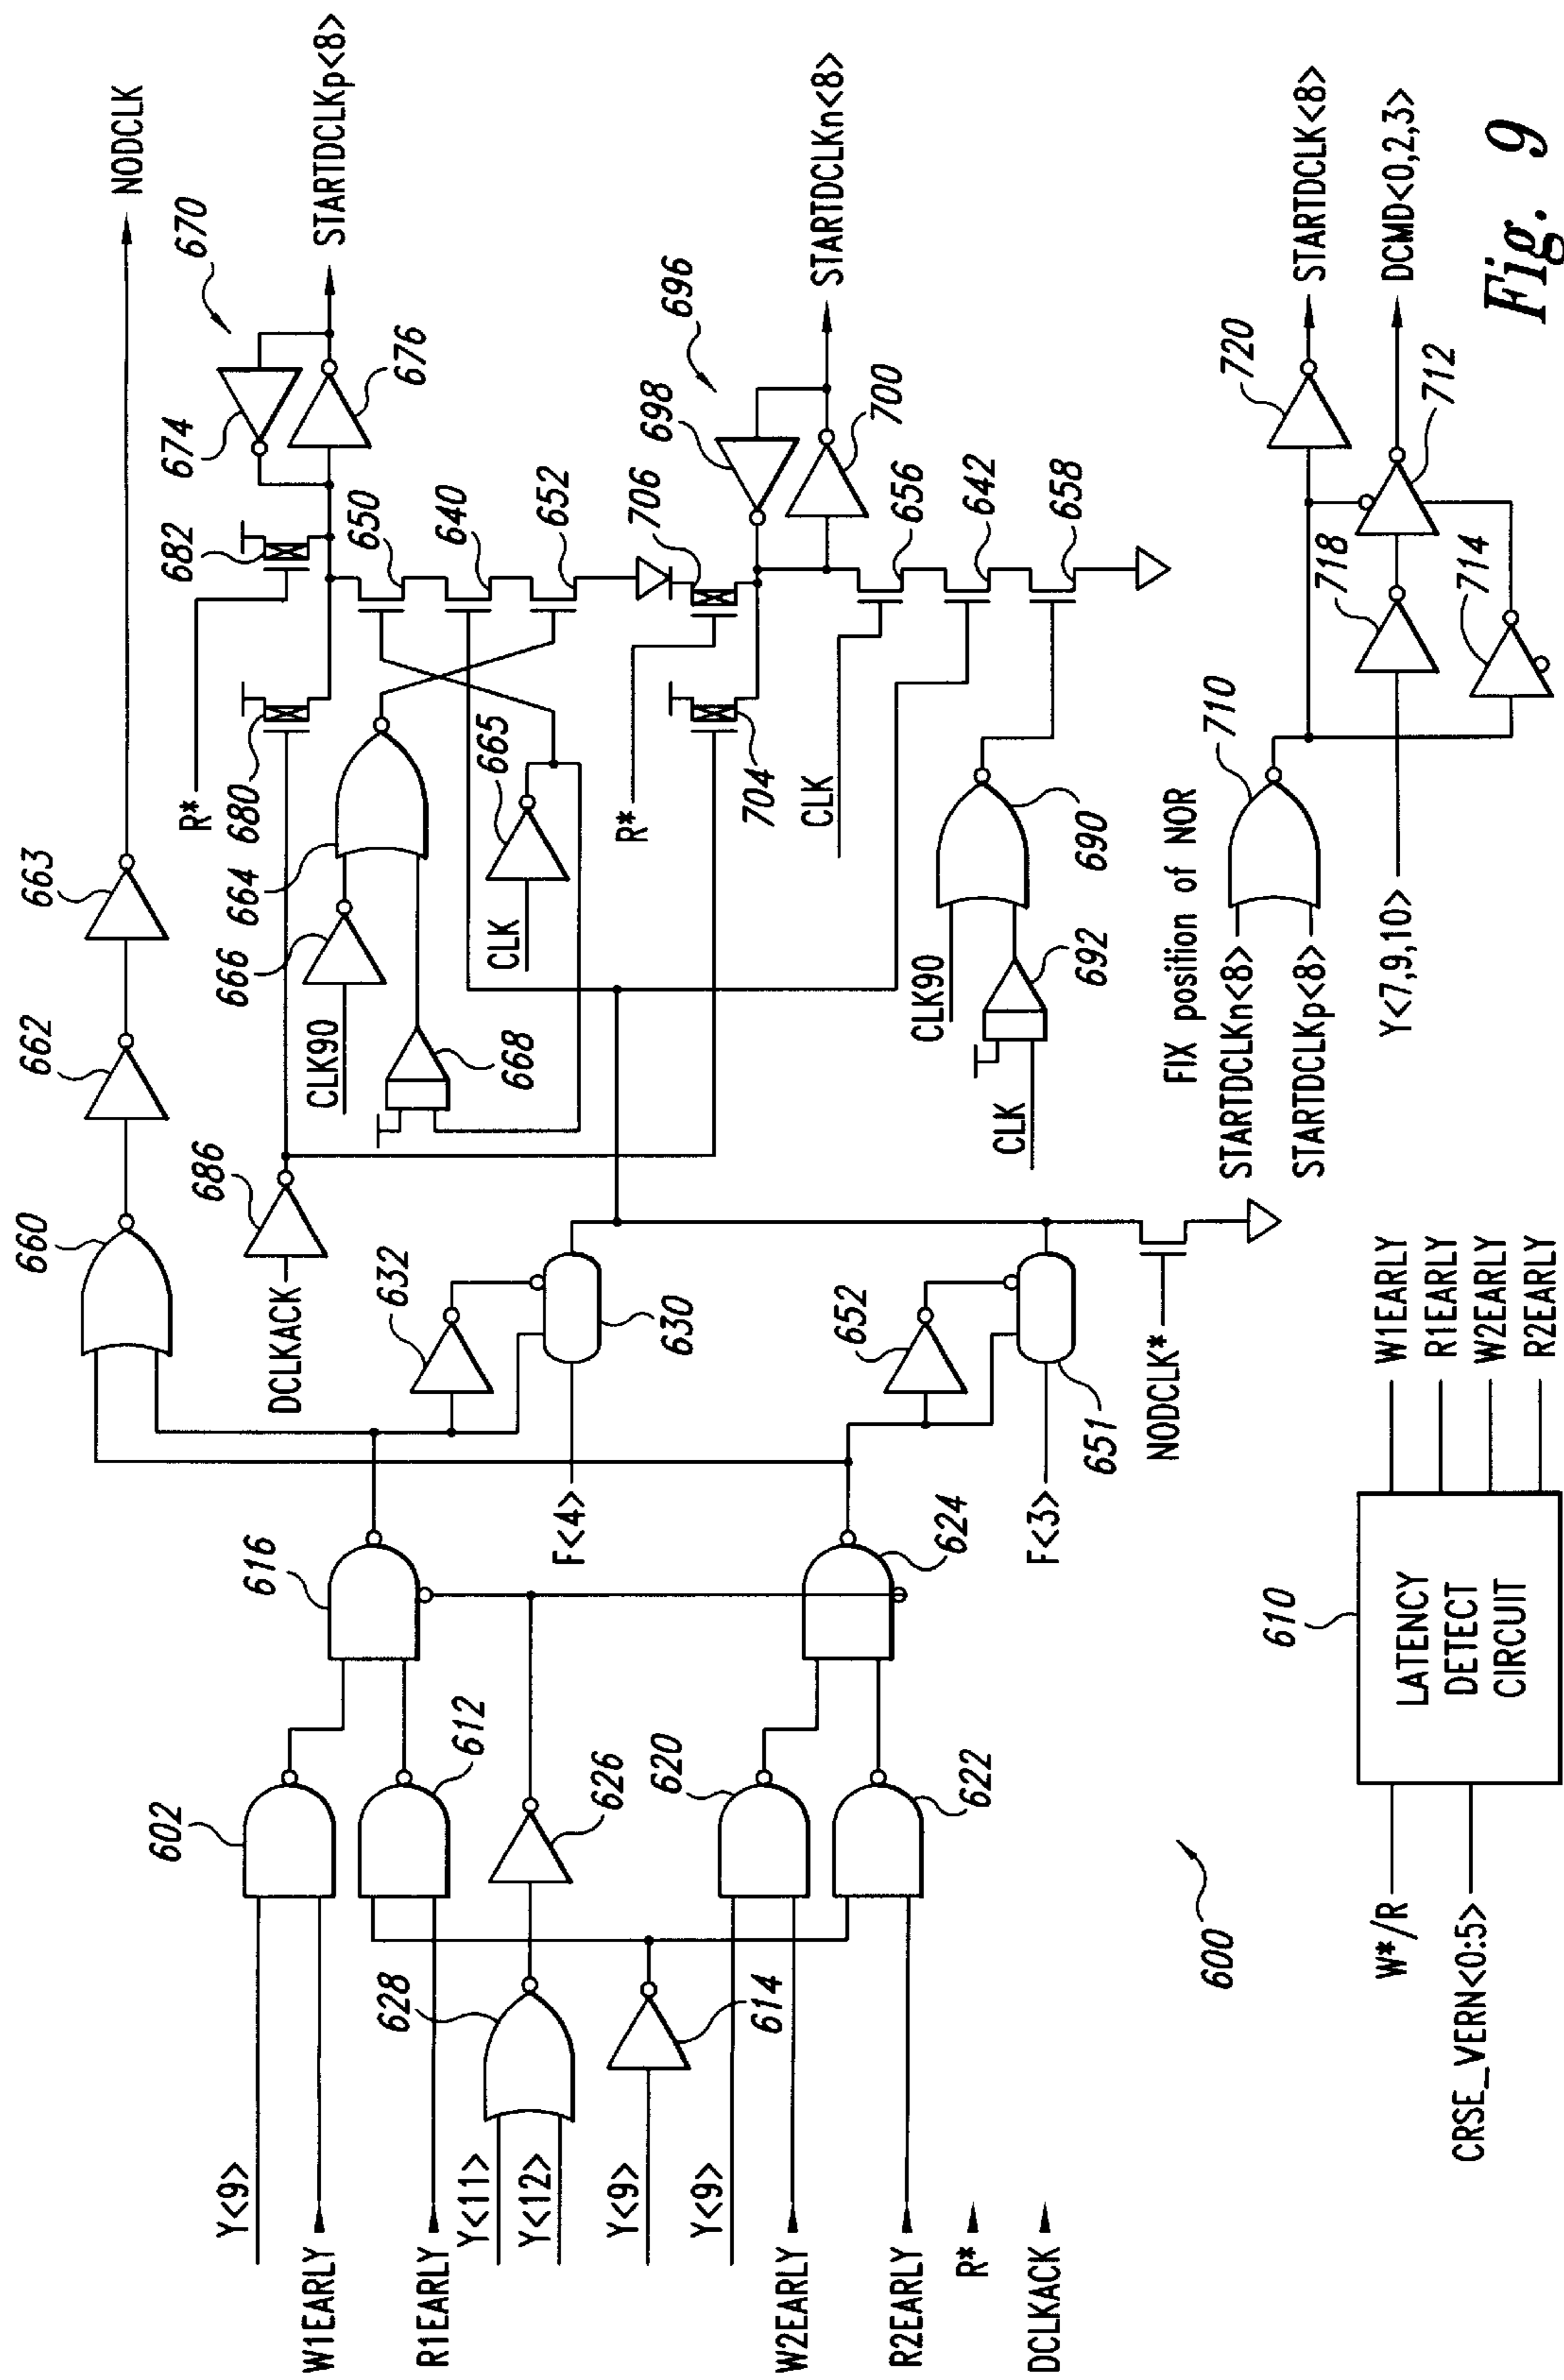 NODCLK
670
STARTDCLKp<8>
674
676
682
R*
680
650
640
652
663
662
660
664
666
665
CLK
CLK90
668
686
DCLKACK
706
R*
704
696
698
700
STARTDCLKn<8>
656
642
658
CLK
CLK90
690
692
CLK
632
630
F<4>
652
651
F<3>
NODCLK*
616
624
602
612
626
620
622
628
614
Y<9>
W1EARLY
R1EARLY
Y<11>
Y<12>
Y<9>
Y<9>
W2EARLY
R2EARLY
R*
DCLKACK
FIX position of NOR
STARTDCLKn<8>
STARTDCLKp<8>
710
Y<7,9,10>
718
714
712
720
STARTDCLK<8>
DCMD<0,2,3>
600
610
W*/R
CRSE_VERN<0:5>
LATENCY
DETECT
CIRCUIT
W1EARLY
R1EARLY
W2EARLY
R2EARLY
Fig. 9